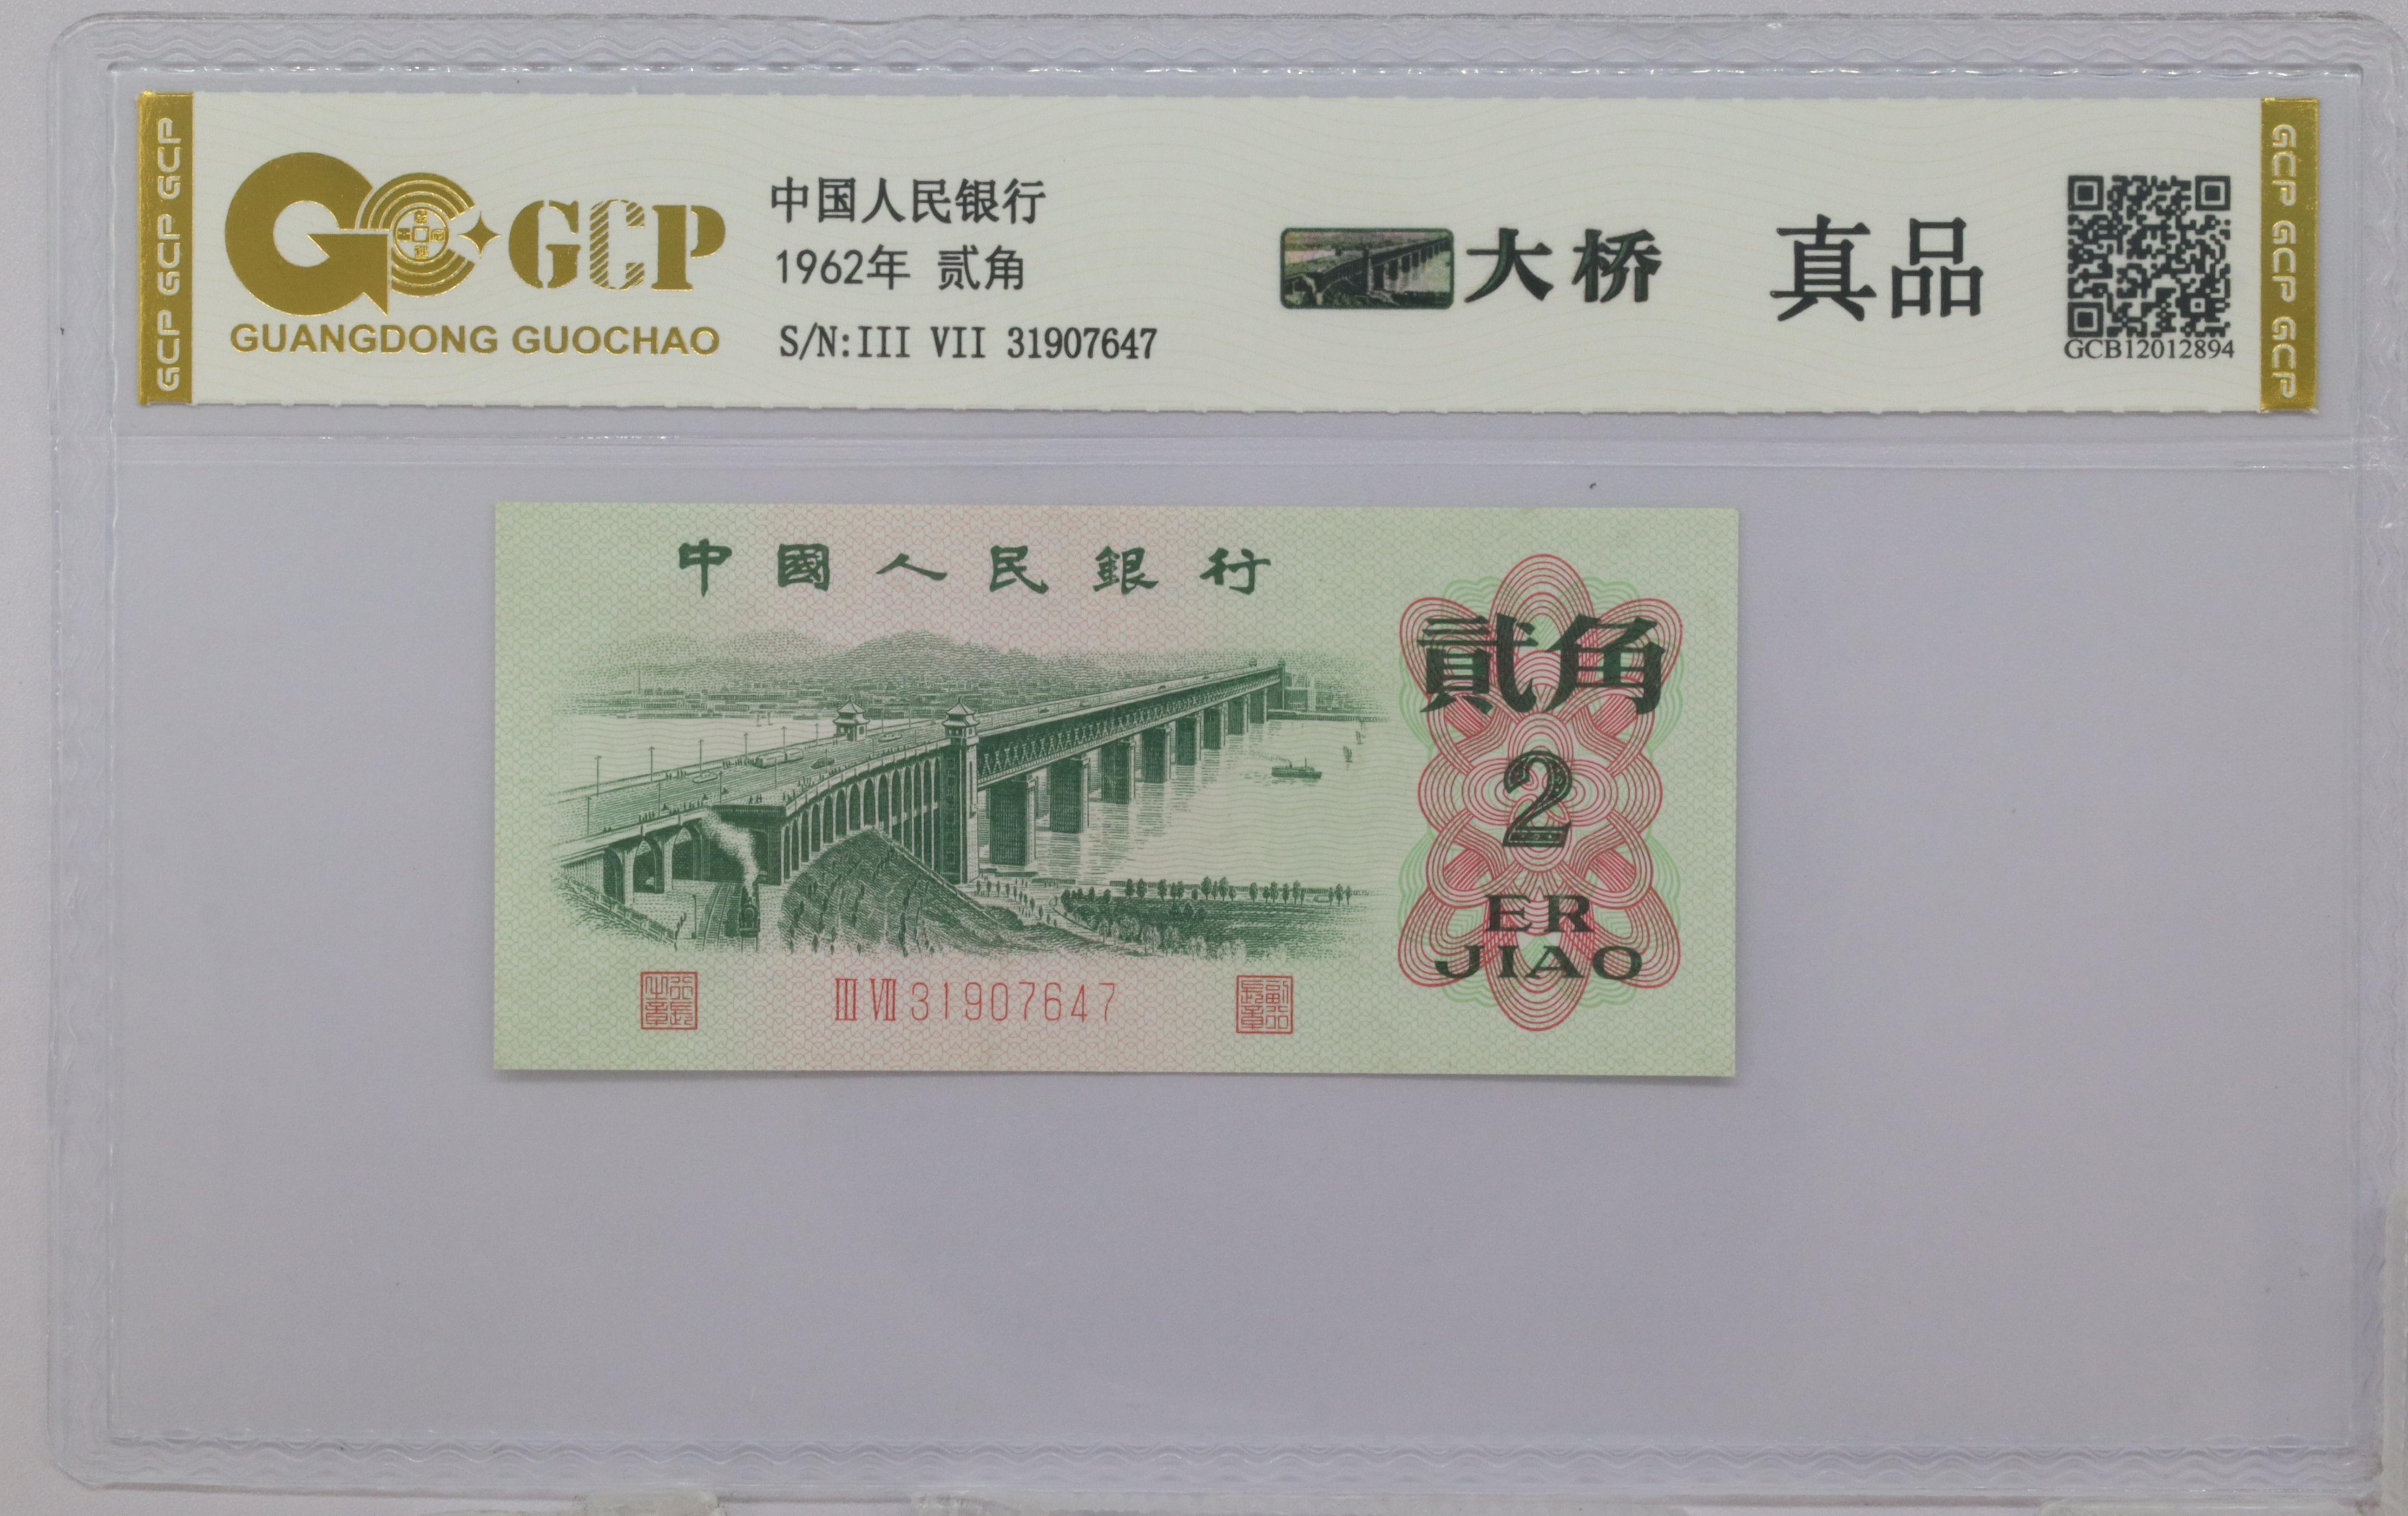 GCP GCP GCP
GCP
GUANGDONG GUOCHAO
中国人民银行
1962年 贰角
S/N:III VII 31907647
大桥
真品
GCB12012894
GCP GCP GCP
中國人民銀行
貳角
2
ER
JIAO
III VII 31907647